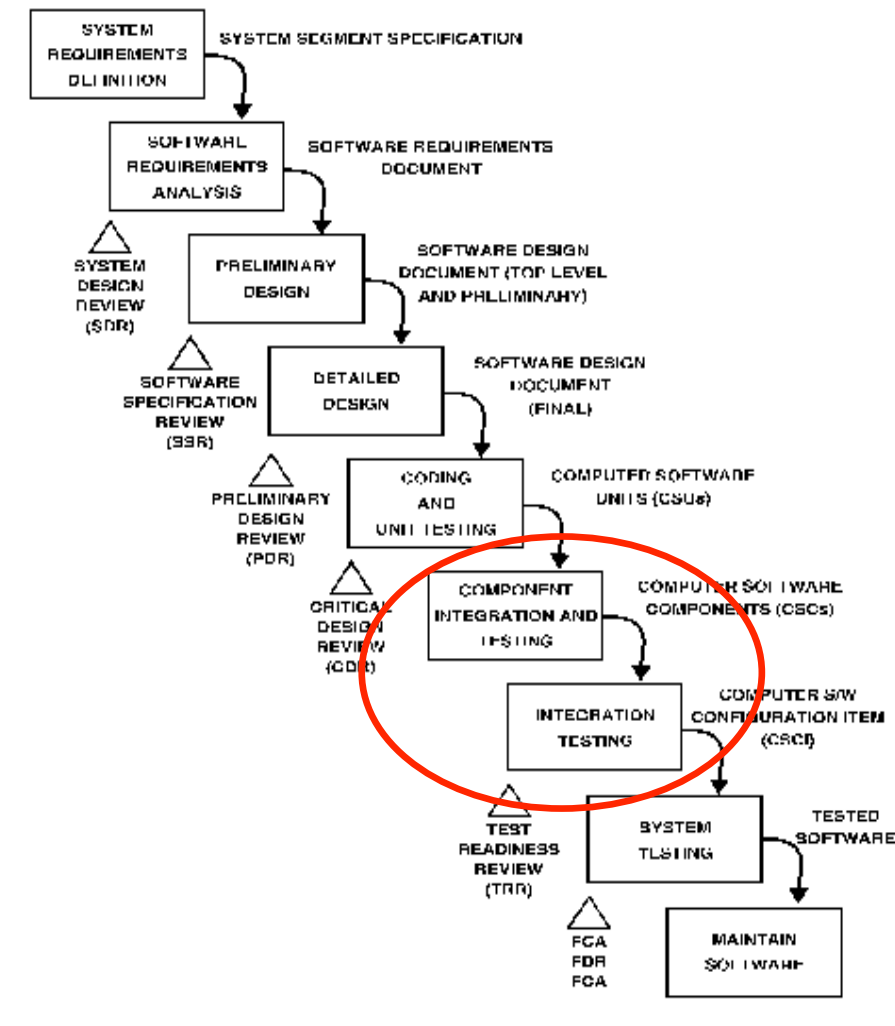 SYSTEM
REQUIREMENTS
DEFINITION
SYSTEM SEGMENT SPECIFICATION
SOFTWARE
REQUIREMENTS
ANALYSIS
SOFTWARE REQUIREMENTS
DOCUMENT
SYSTEM
DESIGN
REVIEW
(SDR)
PRELIMINARY
DESIGN
SOFTWARE DESIGN
DOCUMENT (TOP LEVEL
AND PRELIMINARY)
SOFTWARE
SPECIFICATION
REVIEW
(SSR)
DETAILED
DESIGN
SOFTWARE DESIGN
DOCUMENT
(FINAL)
PRELIMINARY
DESIGN
REVIEW
(PDR)
CODING
AND
UNIT TESTING
COMPUTED SOFTWARE
UNITS (CSUs)
CRITICAL
DESIGN
REVIEW
(CDR)
COMPONENT
INTEGRATION AND
TESTING
COMPUTER SOFTWARE
COMPONENTS (CSCs)
INTEGRATION
TESTING
COMPUTER S/W
CONFIGURATION ITEM
(CSCI)
TEST
READINESS
REVIEW
(TRR)
SYSTEM
TESTING
TESTED
SOFTWARE
FCA
FDR
FCA
MAINTAIN
SOFTWARE